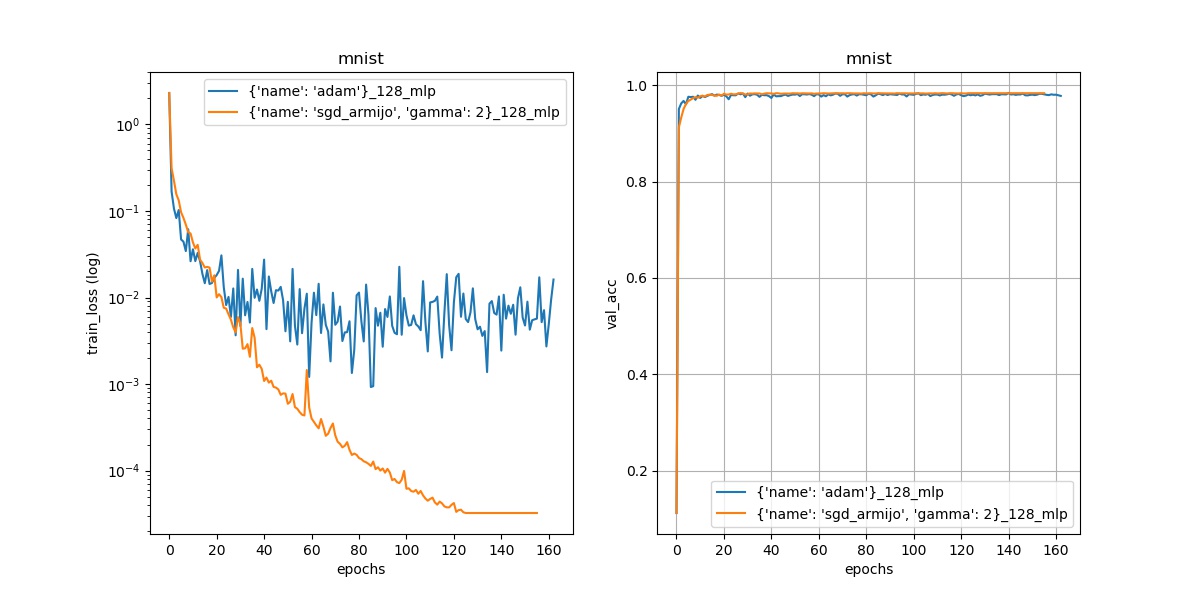 mnist
{'name': 'adam'}_128_mlp
{'name': 'sgd_armijo', 'gamma': 2}_128_mlp
train_loss (log)
10⁰
10⁻¹
10⁻²
10⁻³
10⁻⁴
0 20 40 60 80 100 120 140 160
epochs
mnist
val_acc
1.0
0.8
0.6
0.4
0.2
{'name': 'adam'}_128_mlp
{'name': 'sgd_armijo', 'gamma': 2}_128_mlp
0 20 40 60 80 100 120 140 160
epochs